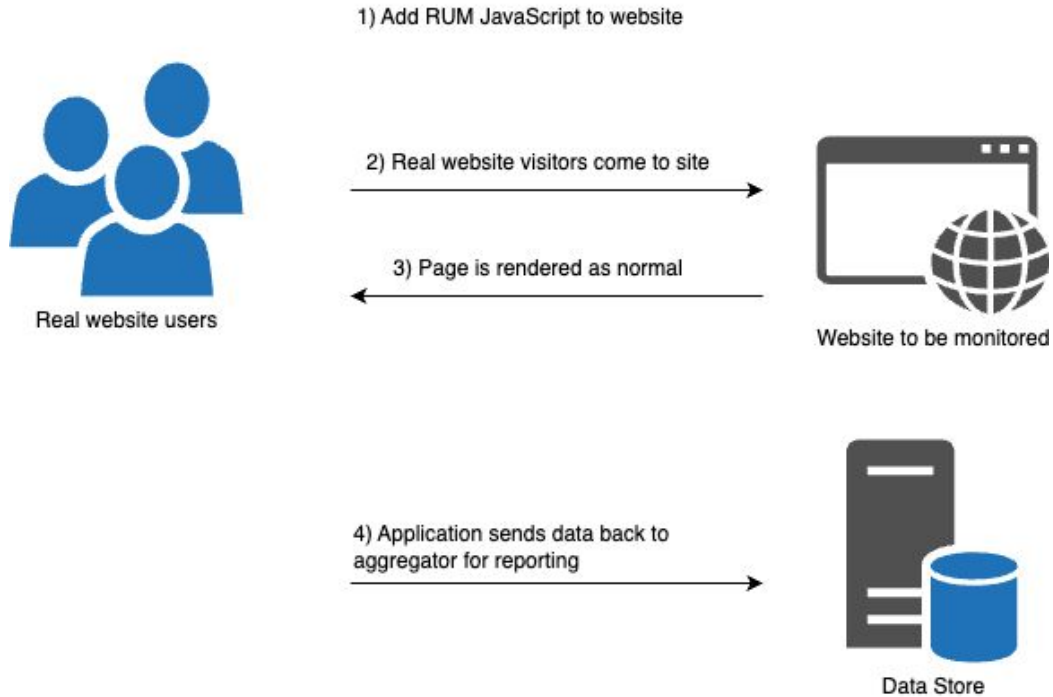 1) Add RUM JavaScript to website
2) Real website visitors come to site
3) Page is rendered as normal
Real website users
Website to be monitored
4) Application sends data back to
aggregator for reporting
Data Store